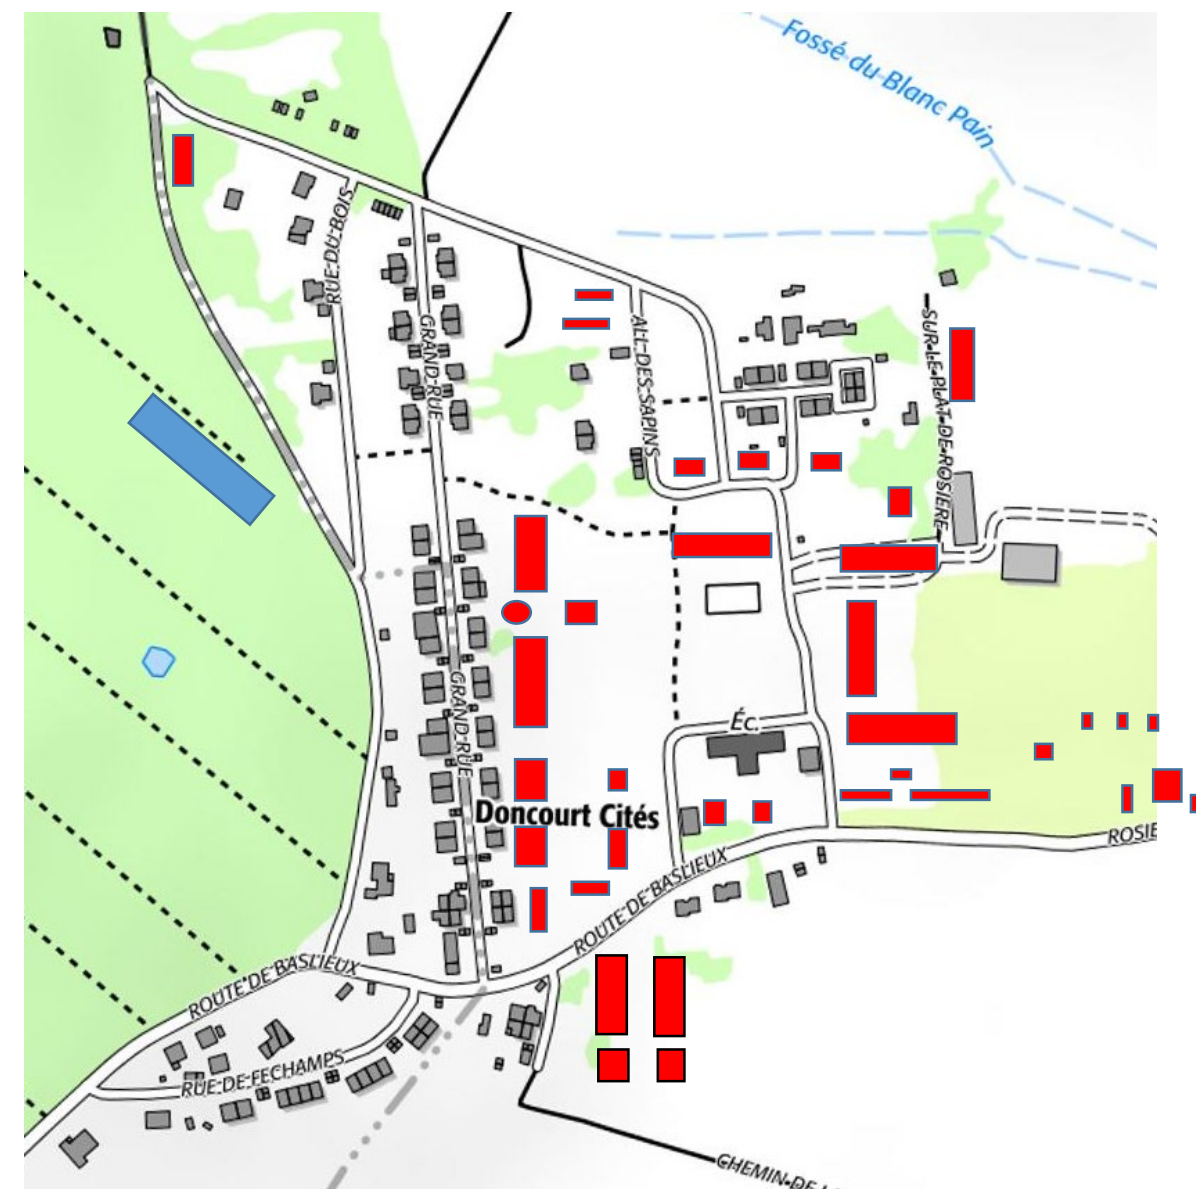 Fossé du Blanc Pain
RUE DU BOIS
GRAND RUE
ALL DES SAPINS
SUR LE PLAT DE ROSIERE
GRAND RUE
Éc.
Doncourt Cités
ROSIE
ROUTE DE BASLIEUX
ROUTE DE BASLIEUX
RUE DE FECHAMPS
CHEMIN DE